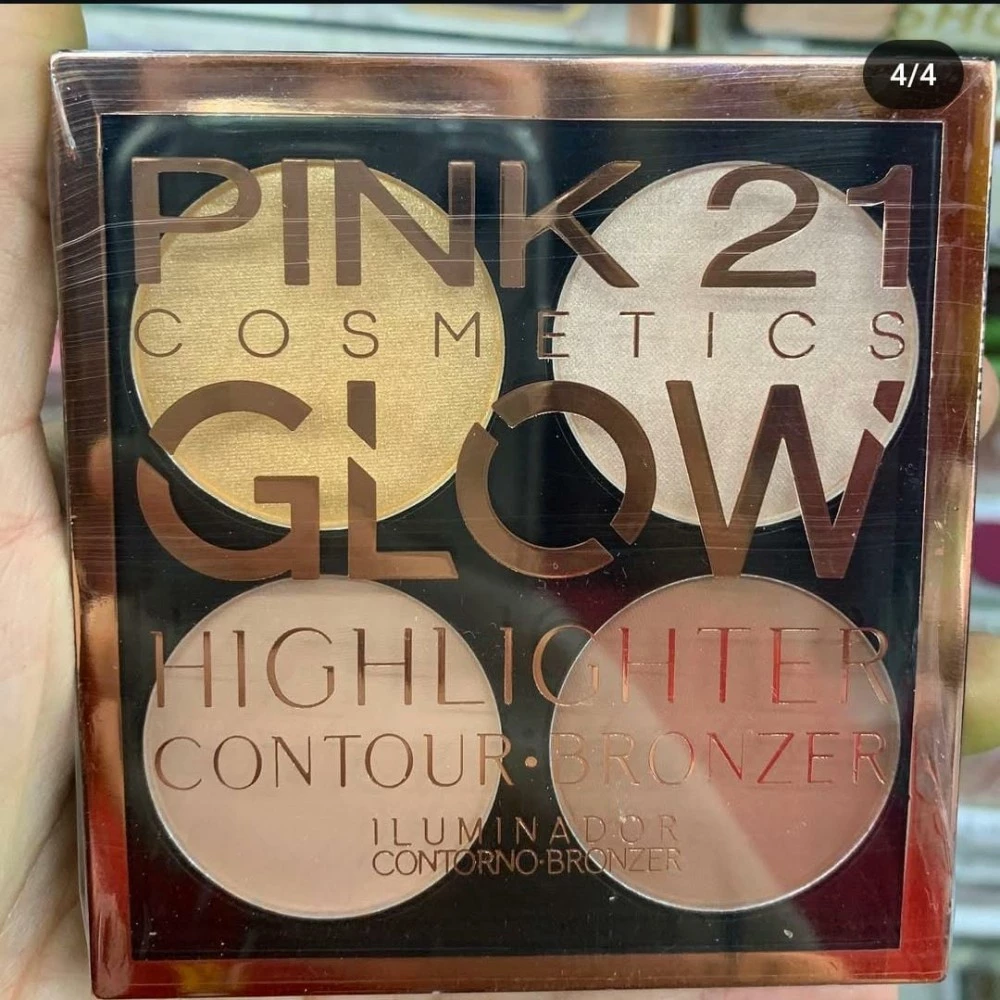 4/4
PINK 21
COSMETICS
GLOW
HIGHLIGHTER
CONTOUR·BRONZER
ILUMINADOR
CONTORNO·BRONZER